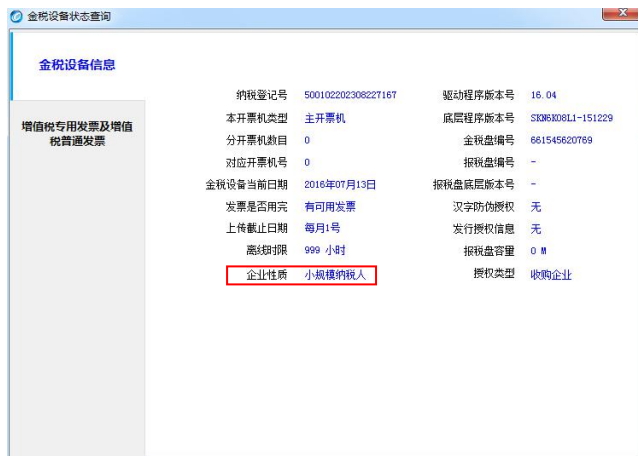 金税设备状态查询
金税设备信息
增值税专用发票及增值
税普通发票
纳税登记号 500102202308227167 驱动程序版本号 16.04
本开票机类型 主开票机 底层程序版本号 SKN6K08L1-151229
分开票机数目 0 金税盘编号 661545620769
对应开票机号 0 报税盘编号 -
金税设备当前日期 2016年07月13日 报税盘底层版本号 -
发票是否用完 有可用发票 汉字防伪授权 无
上传截止日期 每月1号 发行授权信息 无
离线时限 999 小时 报税盘容量 0 M
企业性质 小规模纳税人 授权类型 收购企业